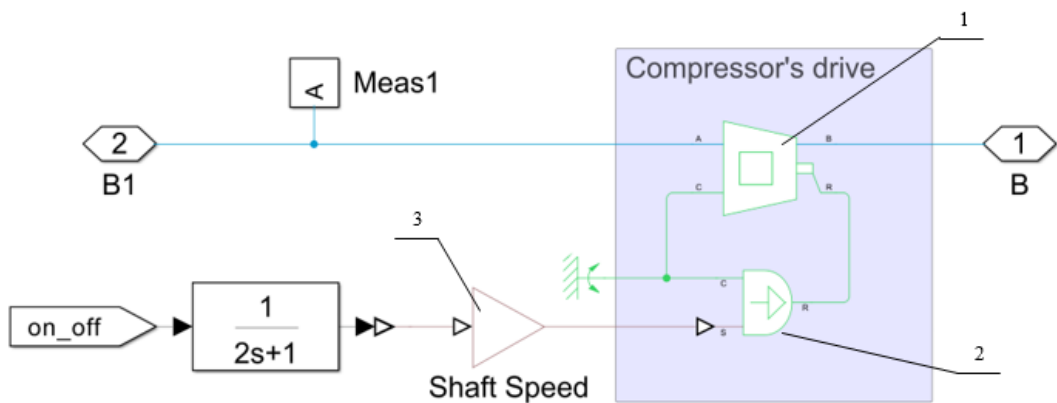 1
Compressor's drive
A
Meas1
2
B1
A
B
1
B
C
R
3
on_off
1
2s+1
Shaft Speed
C
R
S
2